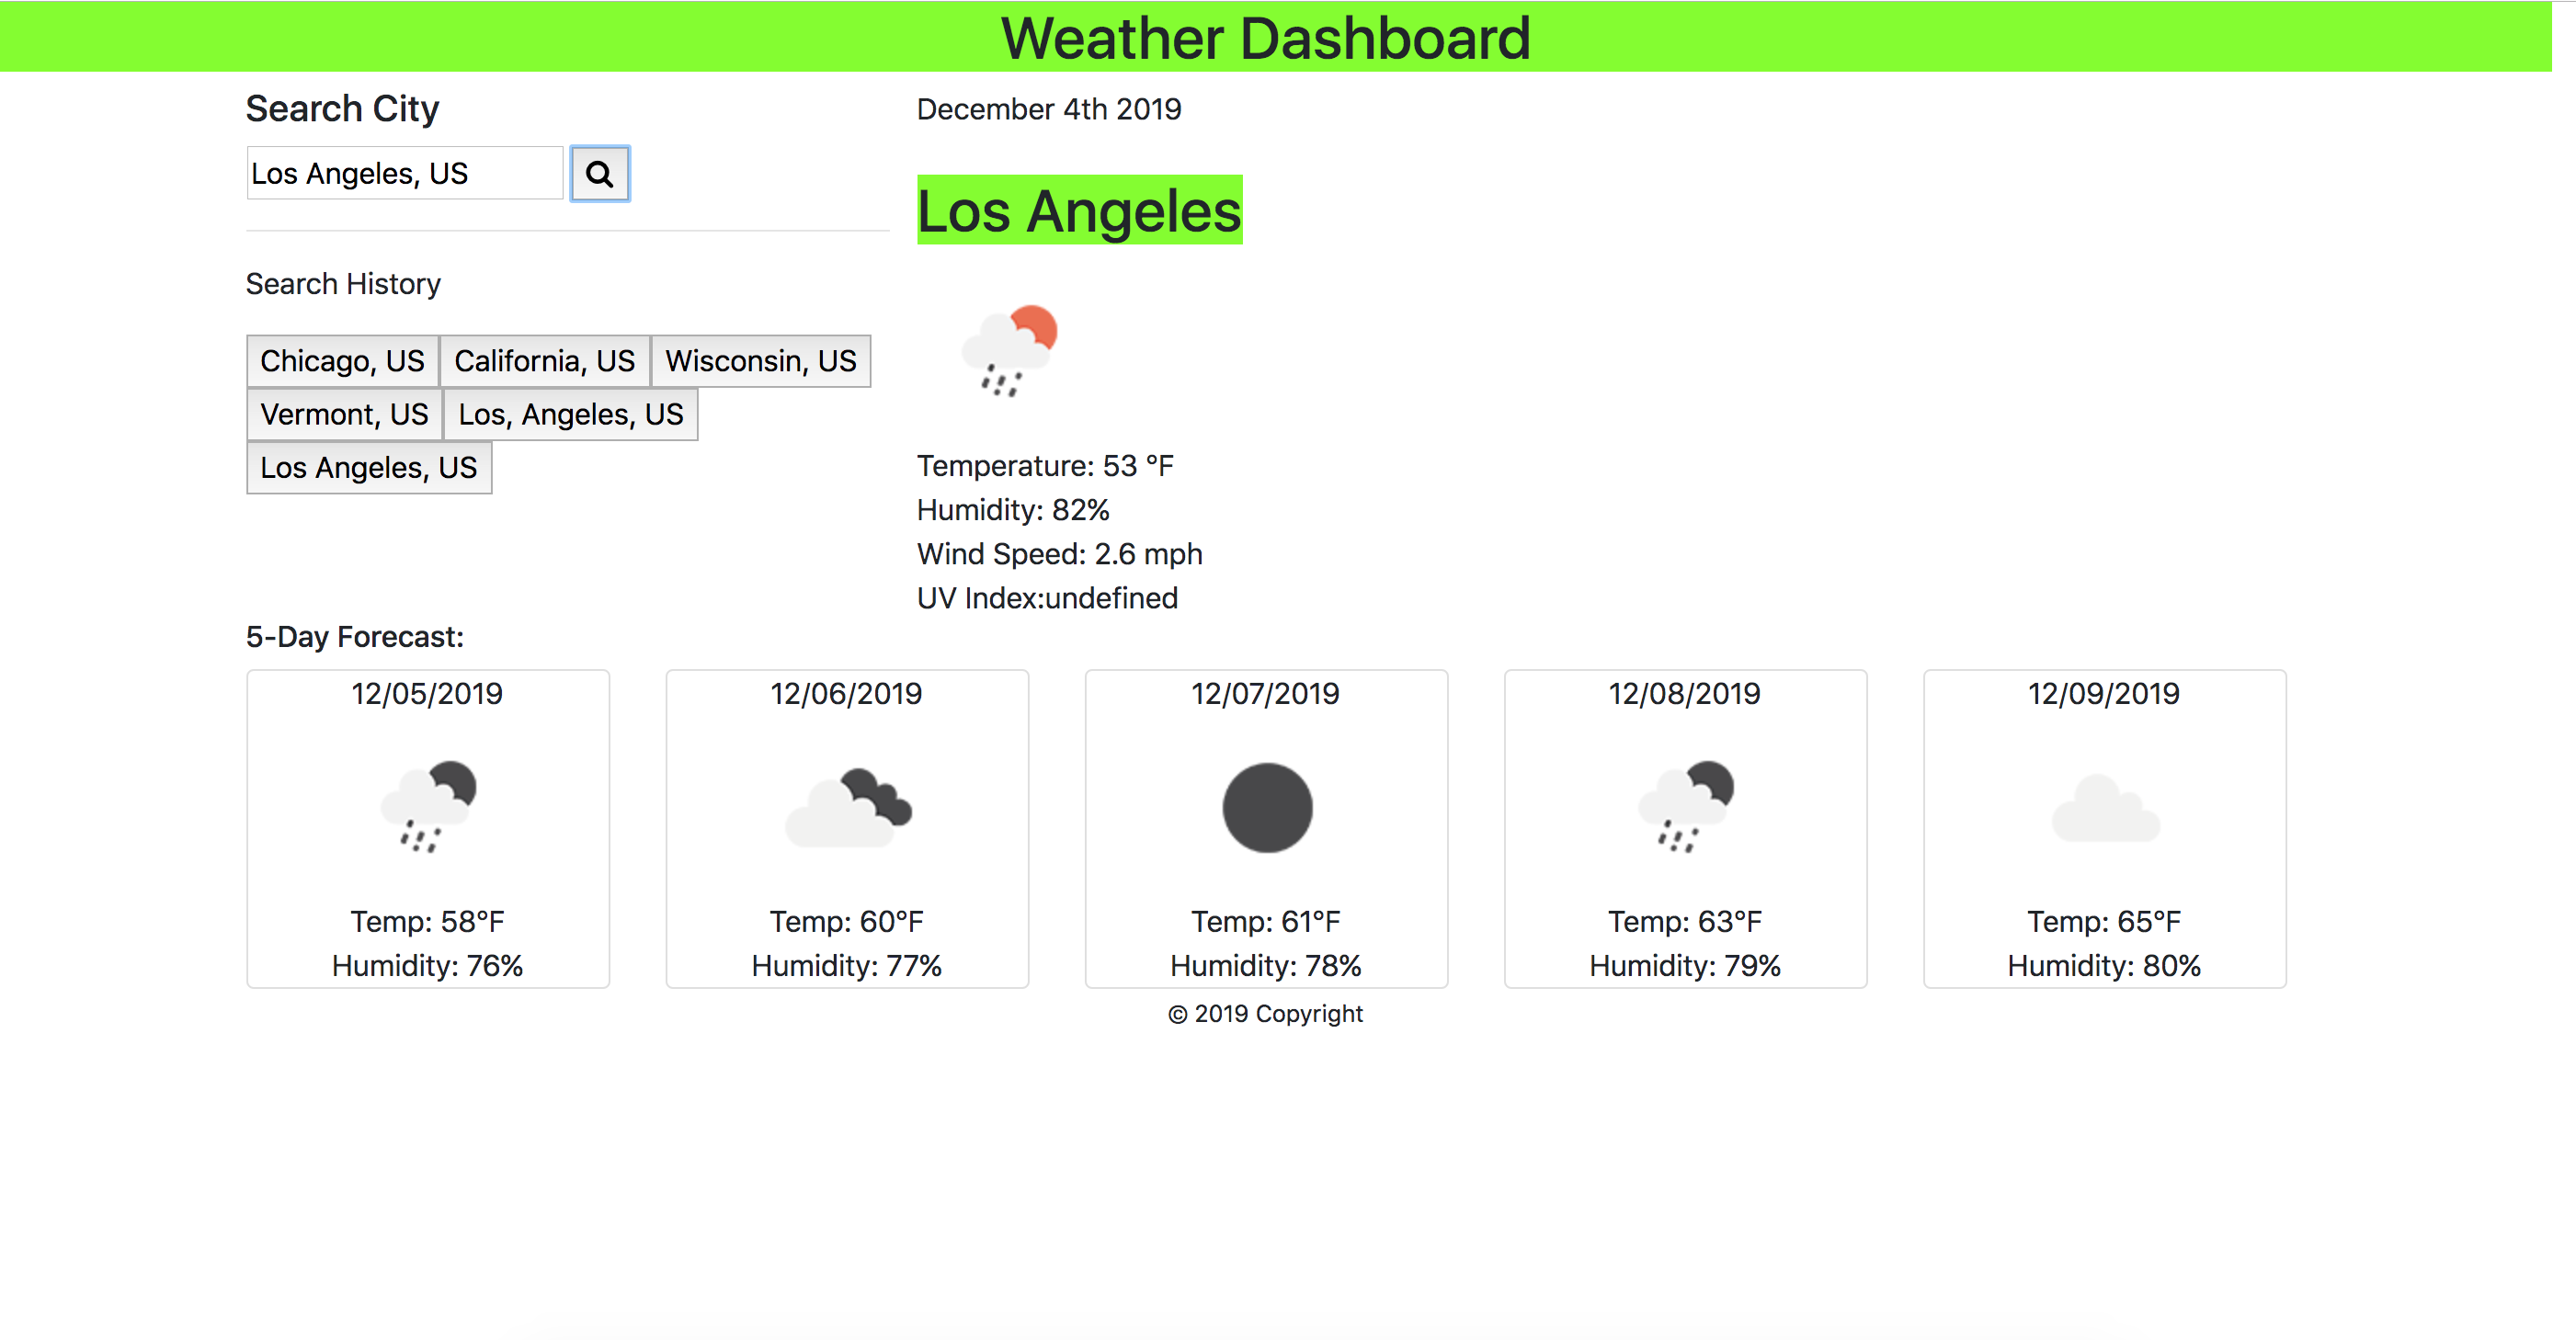 Weather Dashboard
Search City
Los Angeles, US
Search History
Chicago, US California, US Wisconsin, US
Vermont, US Los, Angeles, US
Los Angeles, US
December 4th 2019
Los Angeles
Temperature: 53 °F
Humidity: 82%
Wind Speed: 2.6 mph
UV Index:undefined
5-Day Forecast:
12/05/2019
Temp: 58°F
Humidity: 76%
12/06/2019
Temp: 60°F
Humidity: 77%
12/07/2019
Temp: 61°F
Humidity: 78%
12/08/2019
Temp: 63°F
Humidity: 79%
12/09/2019
Temp: 65°F
Humidity: 80%
© 2019 Copyright